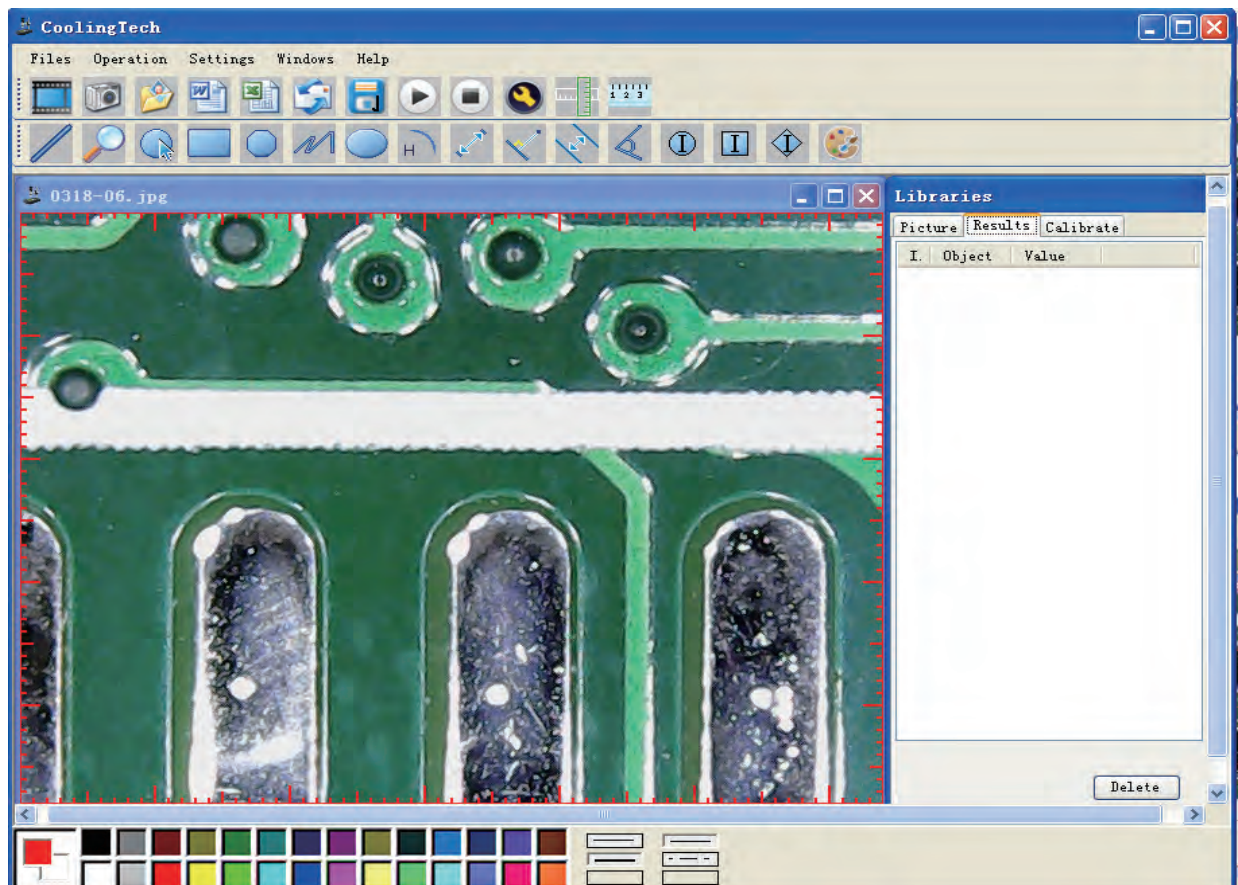 CoolingTech
Files Operation Settings Windows Help
W X
1 2 3
H I I I
0318-06.jpg
Libraries
Picture Results Calibrate
I. Object Value
Delete